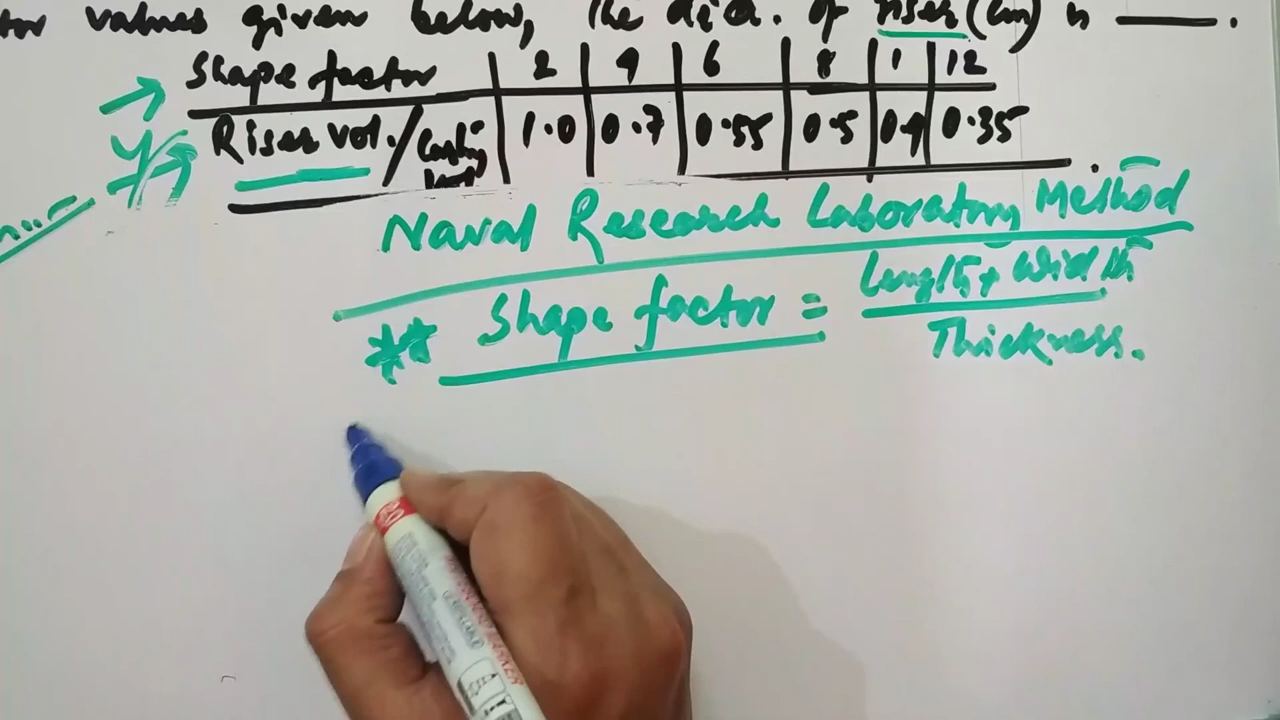 values given below, the dia. of riser (cm) is ____.
Shape factor | 2 | 4 | 6 | 8 | 1 | 12
Riser vol./Casting | 1.0 | 0.7 | 0.55 | 0.5 | 0.4 | 0.35
Naval Research Laboratory Method
** Shape factor = Length + Width
Thickness.